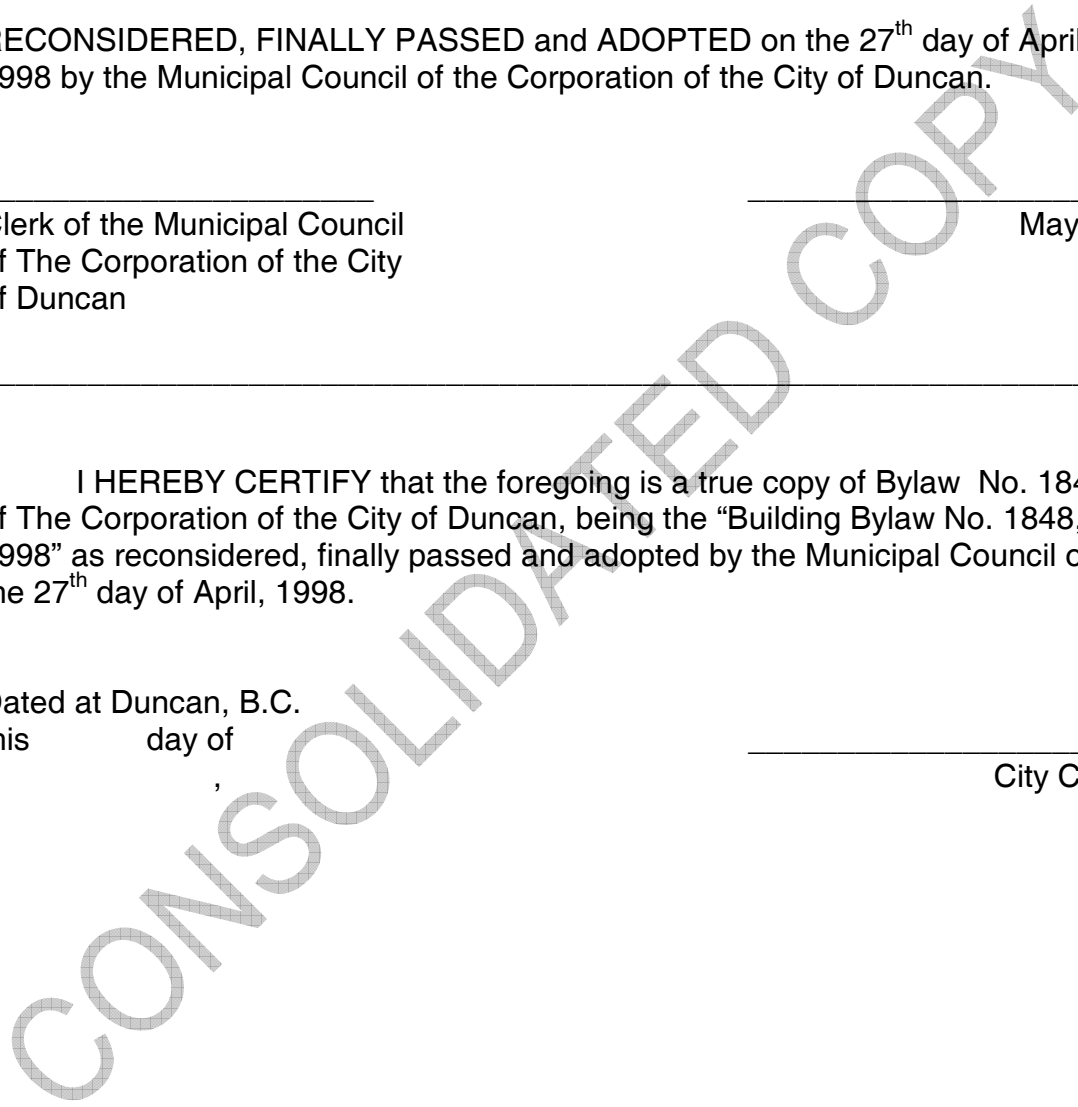 RECONSIDERED, FINALLY PASSED and ADOPTED on the 27th day of April
998 by the Municipal Council of the Corporation of the City of Duncan.
Clerk of the Municipal Council
f The Corporation of the City
f Duncan
May
I HEREBY CERTIFY that the foregoing is a true copy of Bylaw No. 184
f The Corporation of the City of Duncan, being the “Building Bylaw No. 1848,
998” as reconsidered, finally passed and adopted by the Municipal Council o
he 27th day of April, 1998.
Dated at Duncan, B.C.
his day of
,
City C
CONSOLIDATED COPY